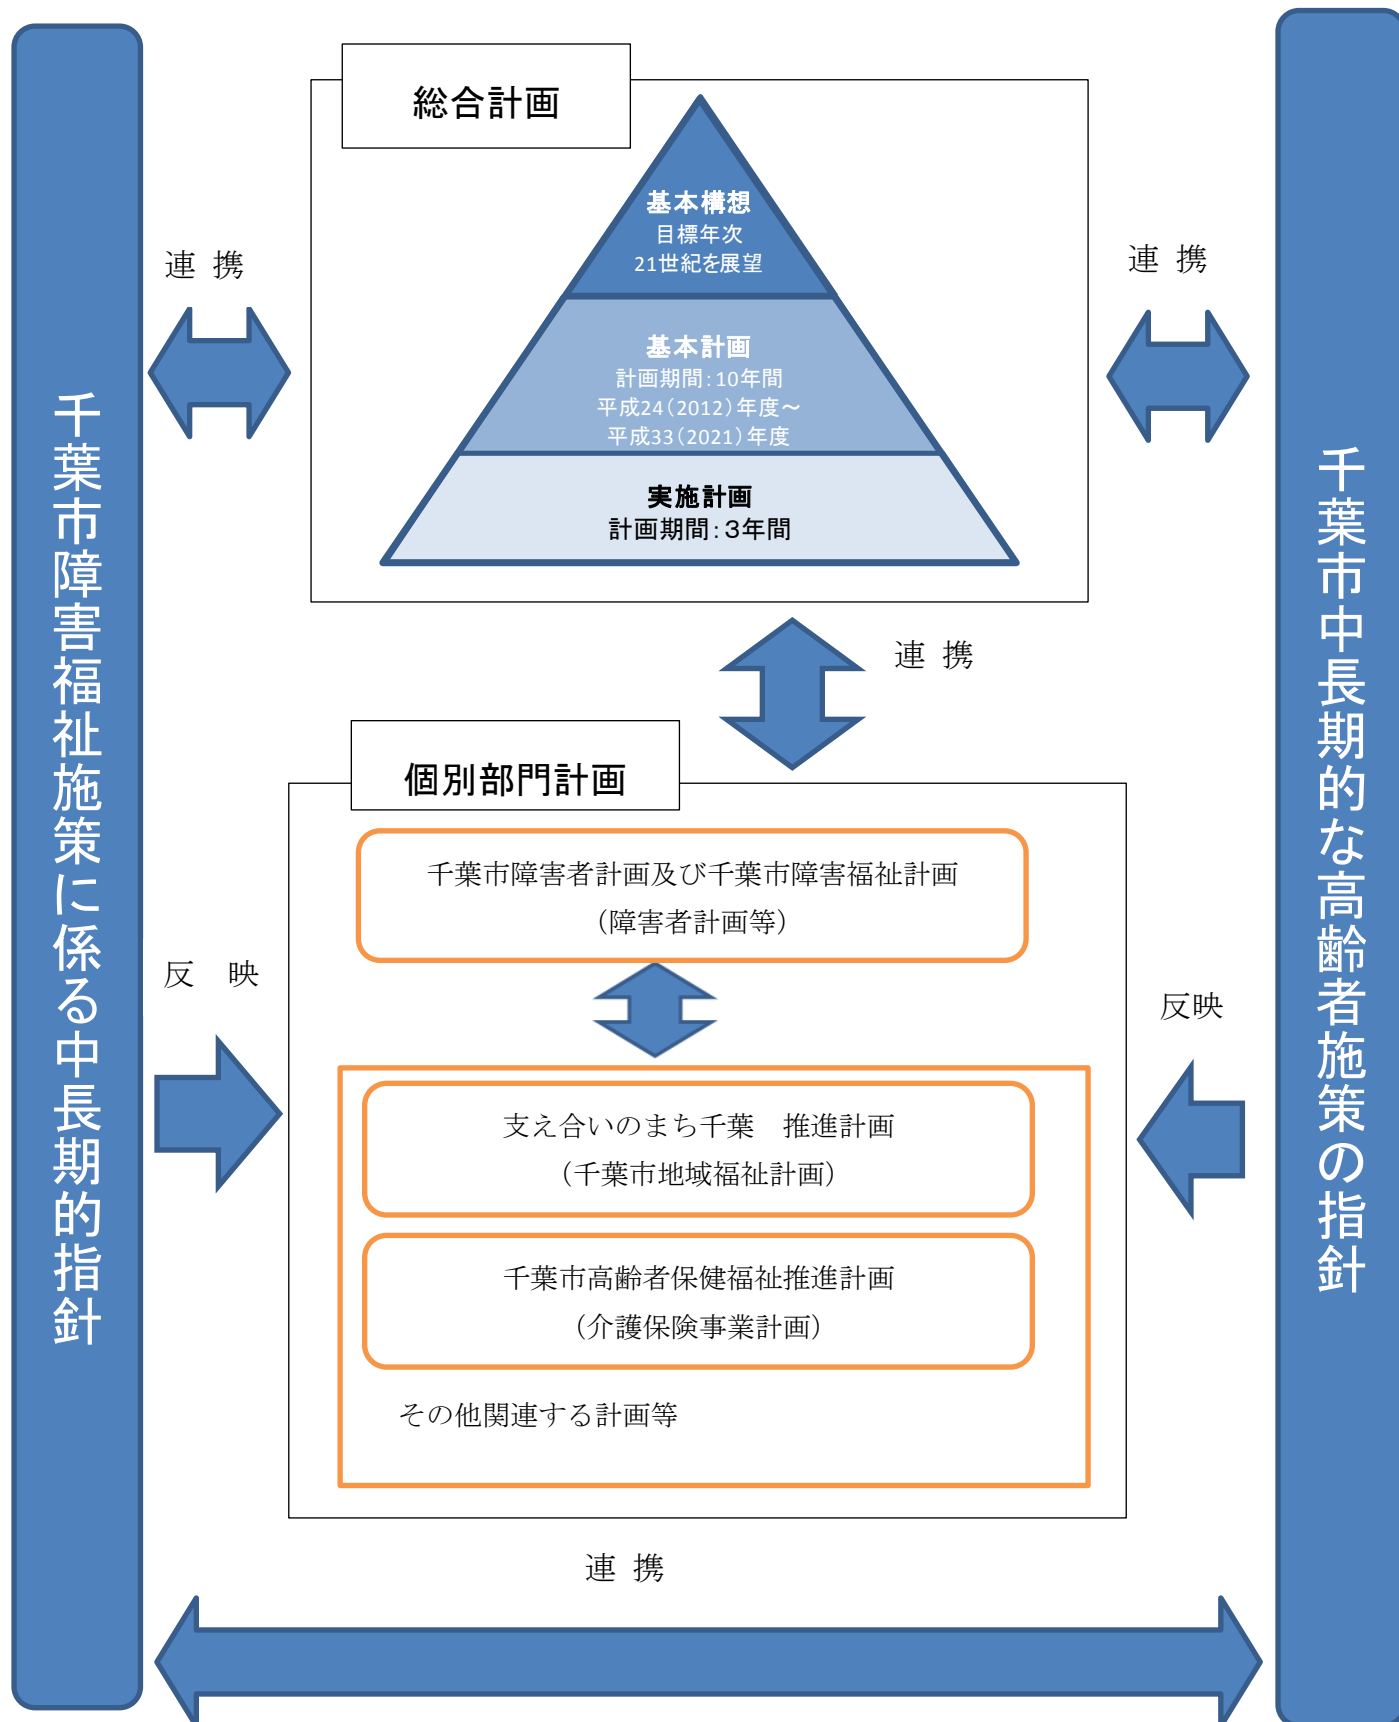 総合計画
基本構想
目標年次
21世紀を展望
連 携
連 携
基本計画
計画期間：10年間
平成24（2012）年度～
平成33（2021）年度
実施計画
計画期間：3年間
千葉市障害福祉施策に係る中長期的指針
千葉市中長期的な高齢者施策の指針
連 携
個別部門計画
千葉市障害者計画及び千葉市障害福祉計画
（障害者計画等）
反　映
反映
支え合いのまち千葉　推進計画
（千葉市地域福祉計画）
千葉市高齢者保健福祉推進計画
（介護保険事業計画）
その他関連する計画等
連 携